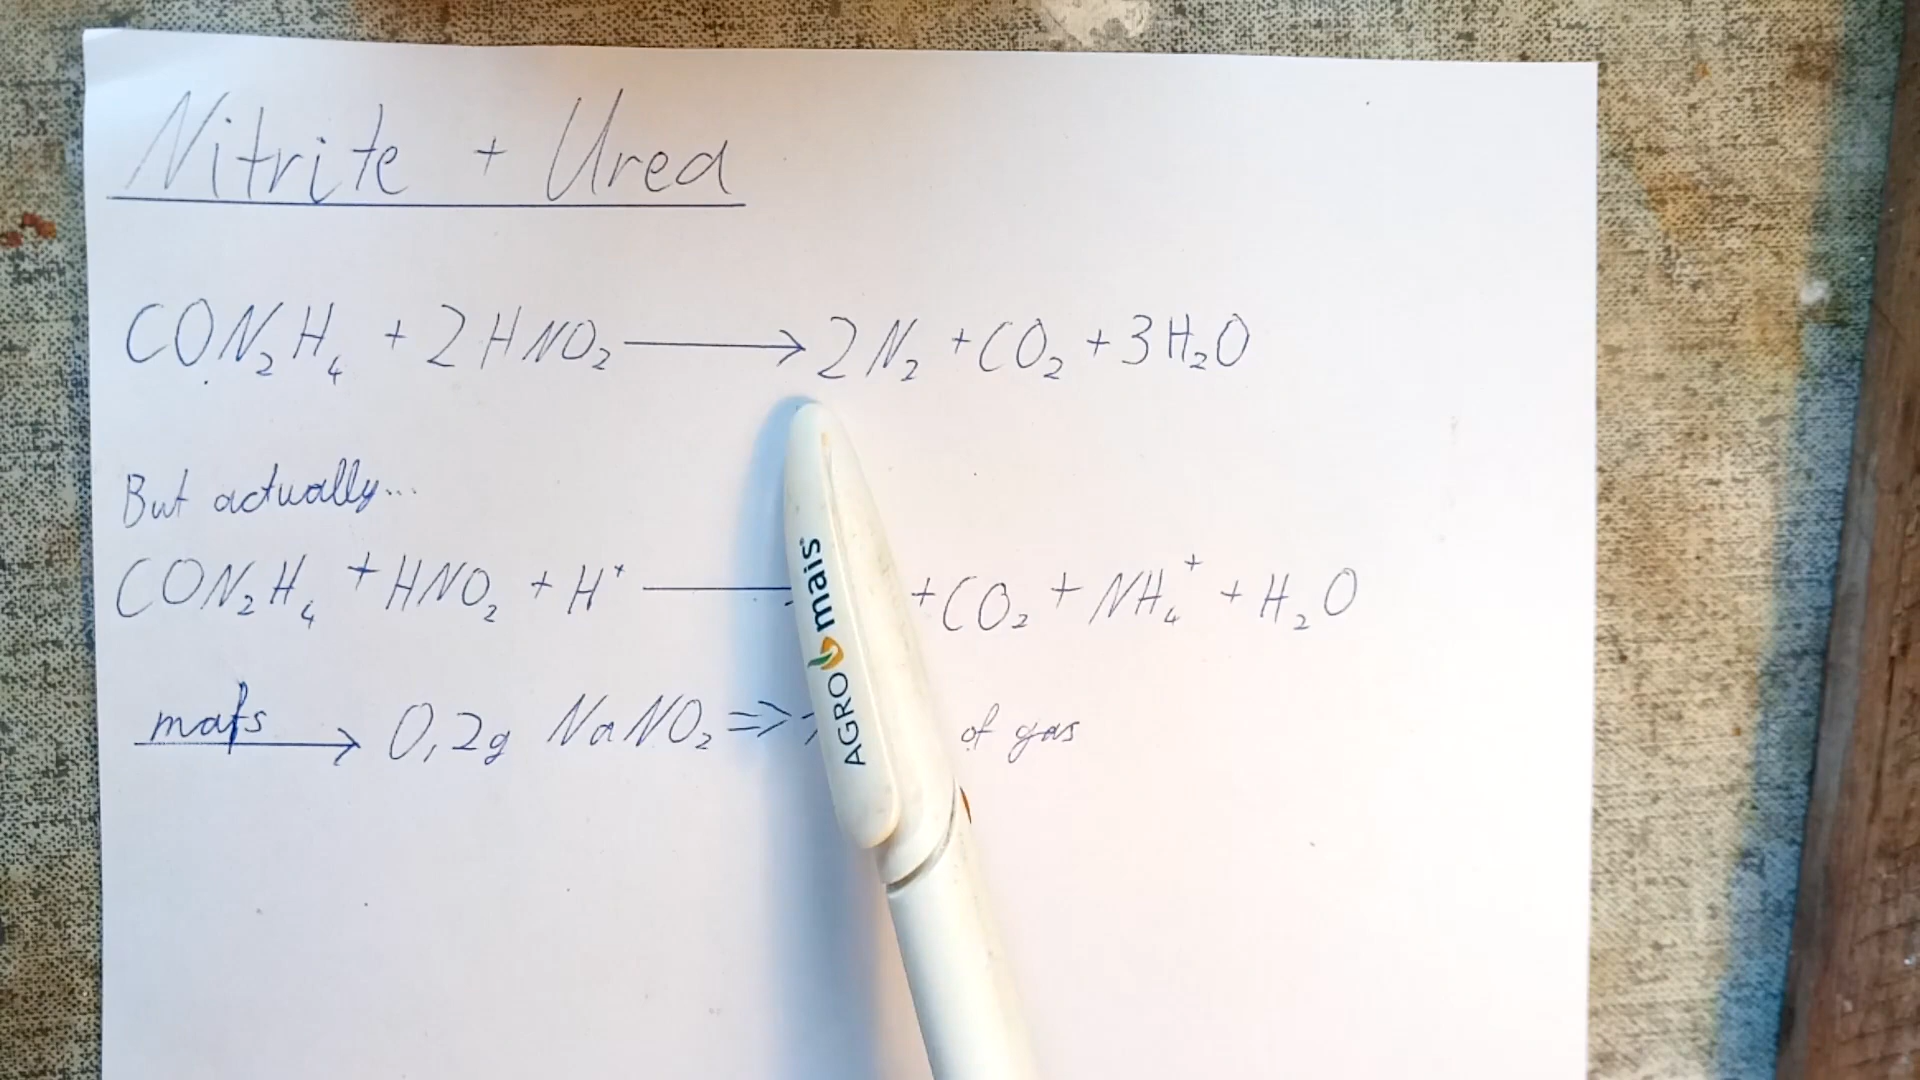 Nitrite + Urea
CON₂H₄ + 2HNO₂ ⟶ 2N₂ + CO₂ + 3H₂O
But actually...
CON₂H₄ + HNO₂ + H⁺ ⟶ + CO₂ + NH₄⁺ + H₂O
mafs → 0,2g NaNO₂ ⇒ of gas
AGRO mais